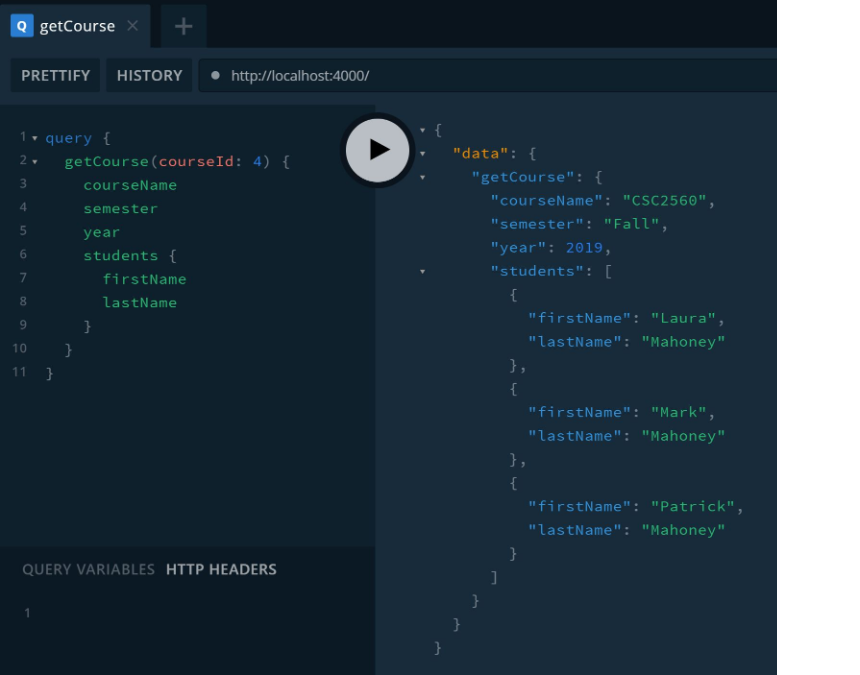 Q getCourse ×  +
PRETTIFY HISTORY http://localhost:4000/
1 query {
2   getCourse(courseId: 4) {
3     courseName
4     semester
5     year
6     students {
7       firstName
8       lastName
9     }
10   }
11 }
QUERY VARIABLES HTTP HEADERS
1
{
  "data": {
    "getCourse": {
      "courseName": "CSC2560",
      "semester": "Fall",
      "year": 2019,
      "students": [
        {
          "firstName": "Laura",
          "lastName": "Mahoney"
        },
        {
          "firstName": "Mark",
          "lastName": "Mahoney"
        },
        {
          "firstName": "Patrick",
          "lastName": "Mahoney"
        }
      ]
    }
  }
}